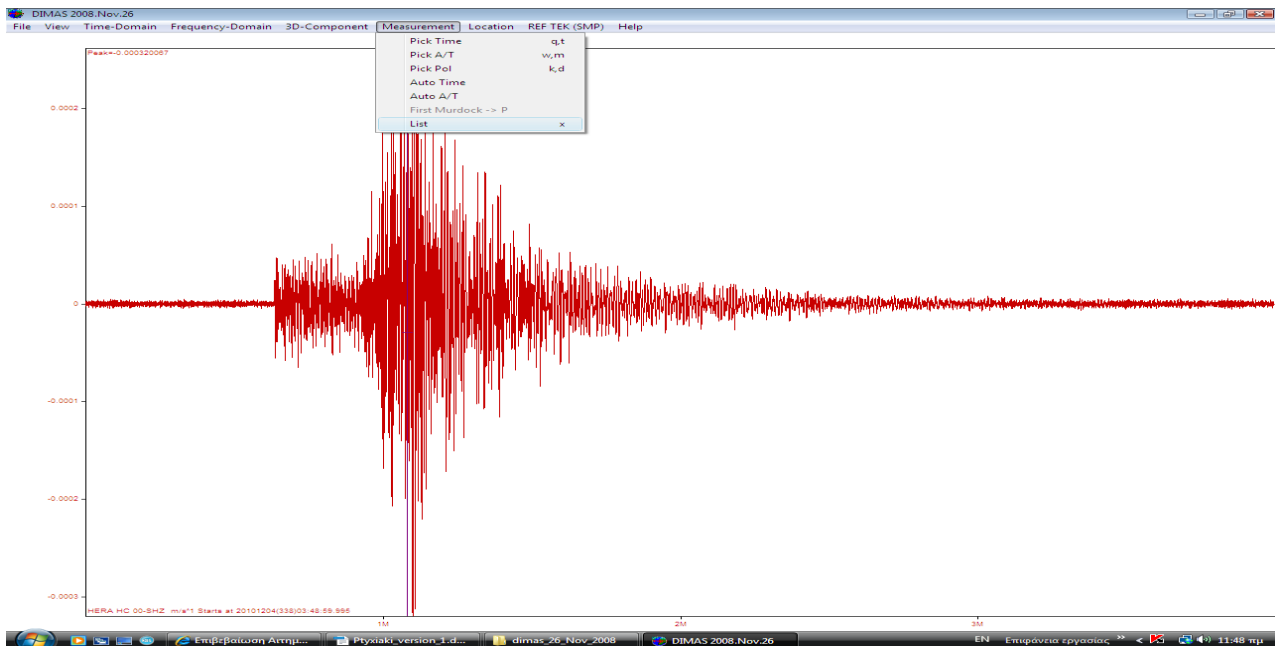 DIMAS 2008.Nov.26
File View Time-Domain Frequency-Domain 3D-Component Measurement Location REF TEK (SMP) Help
Pick Time q,t
Pick A/T w,m
Pick Pol k,d
Auto Time
Auto A/T
First Murdock -> P
List x
Peak=-0.000320067
0.0002
0.0001
0
-0.0001
-0.0002
-0.0003
HERA HC 00-SHZ m/s^1 Starts at 20101204(338)03:48:59.995
1M 2M 3M
Επιβεβαίωση Αιτημ... Ptyxiaki_version_1.d... dimas_26_Nov_2008 DIMAS 2008.Nov.26 EN Επιφάνεια εργασίας » < 11:48 πμ